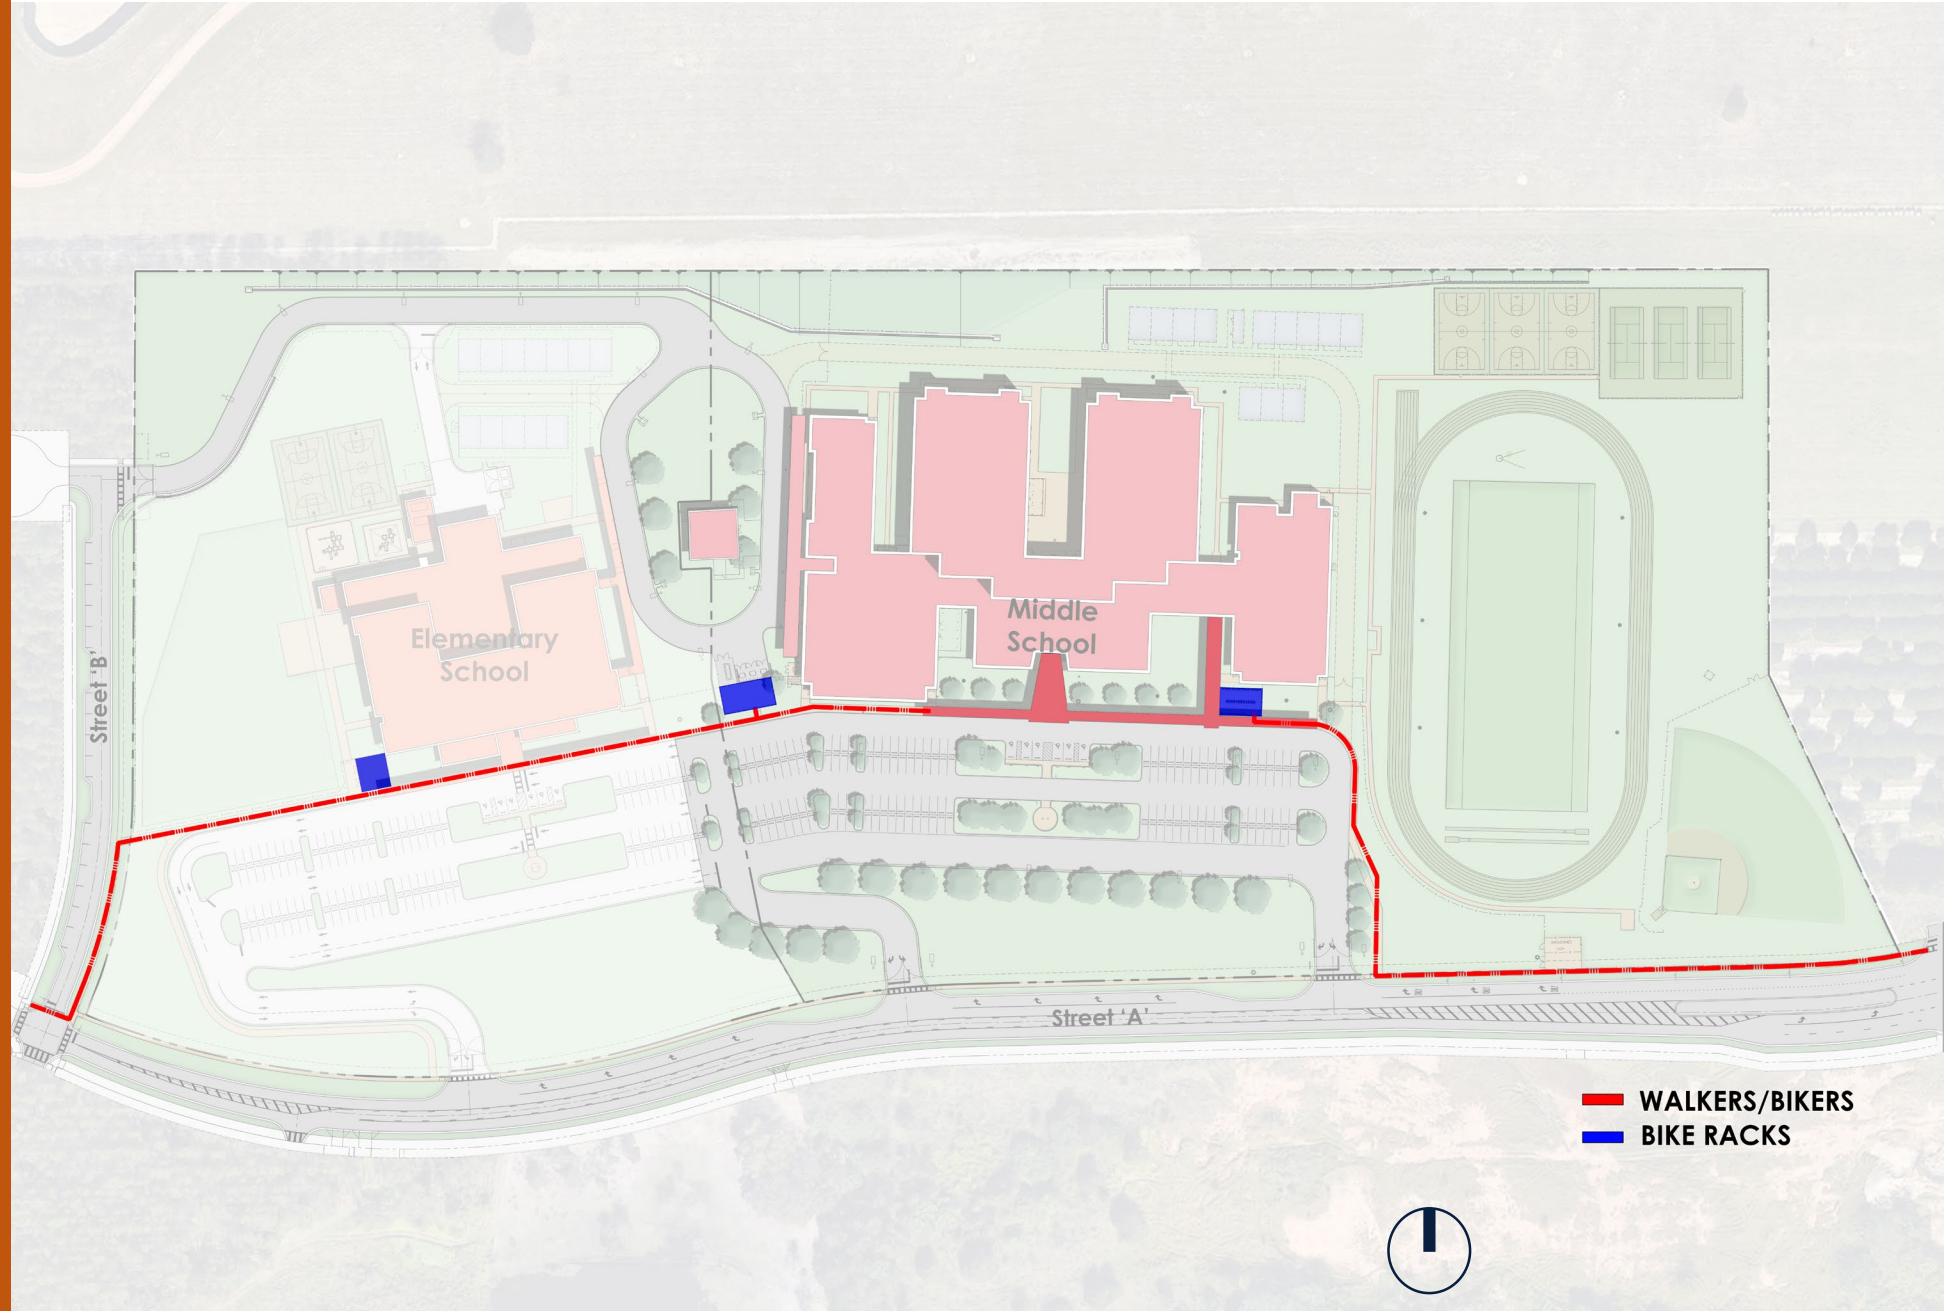 Elementary
School
Middle
School
Street 'B'
Street 'A'
WALKERS/BIKERS
BIKE RACKS